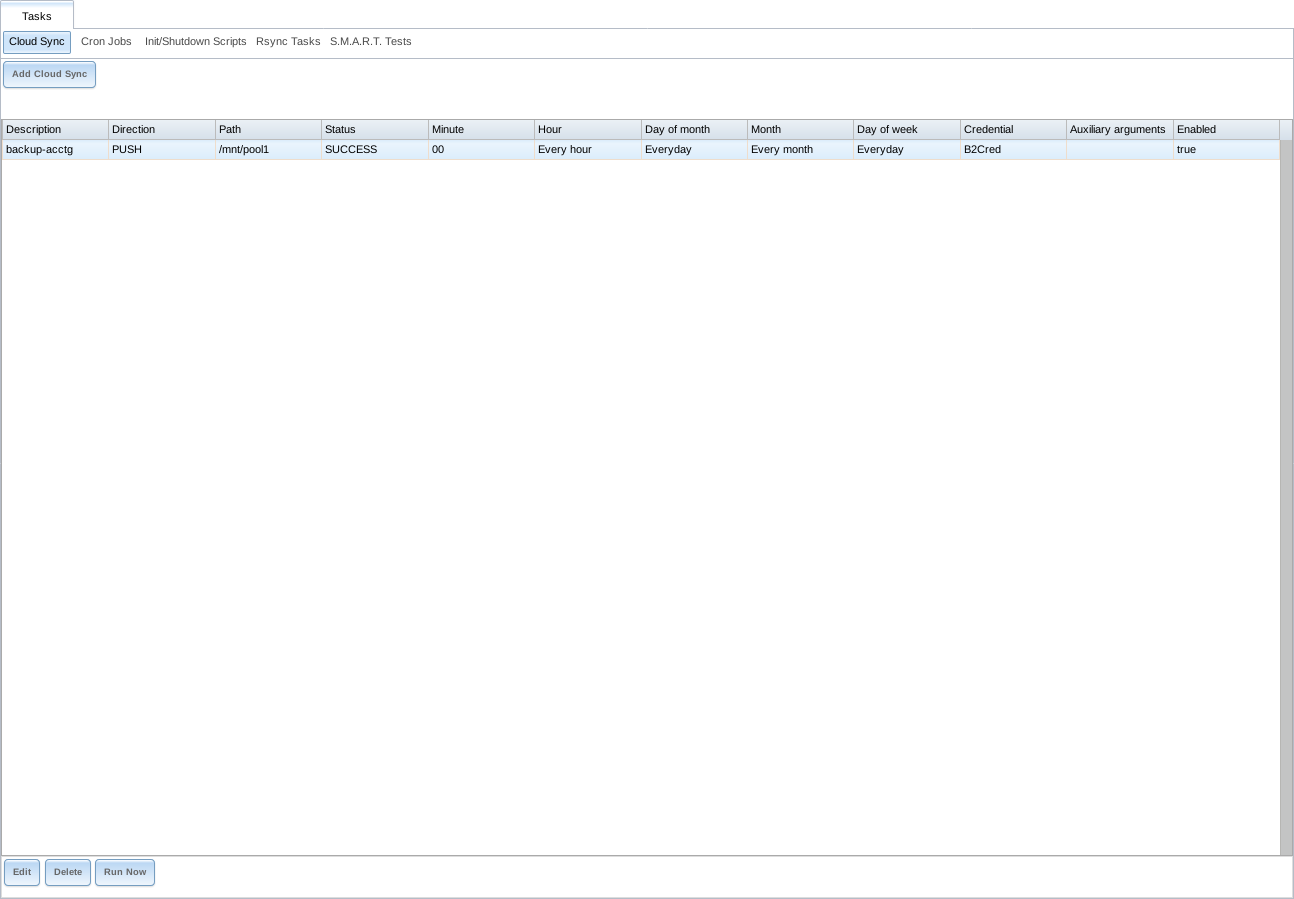 Tasks
Cloud Sync Cron Jobs Init/Shutdown Scripts Rsync Tasks S.M.A.R.T. Tests
Add Cloud Sync
Description Direction Path Status Minute Hour Day of month Month Day of week Credential Auxiliary arguments Enabled
backup-acctg PUSH /mnt/pool1 SUCCESS 00 Every hour Everyday Every month Everyday B2Cred true
Edit Delete Run Now